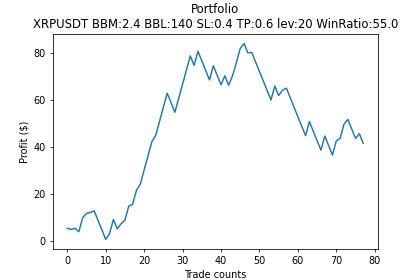 Portfolio
XRPUSDT BBM:2.4 BBL:140 SL:0.4 TP:0.6 lev:20 WinRatio:55.0
80
60
40
20
0
Profit ($)
0 10 20 30 40 50 60 70 80
Trade counts